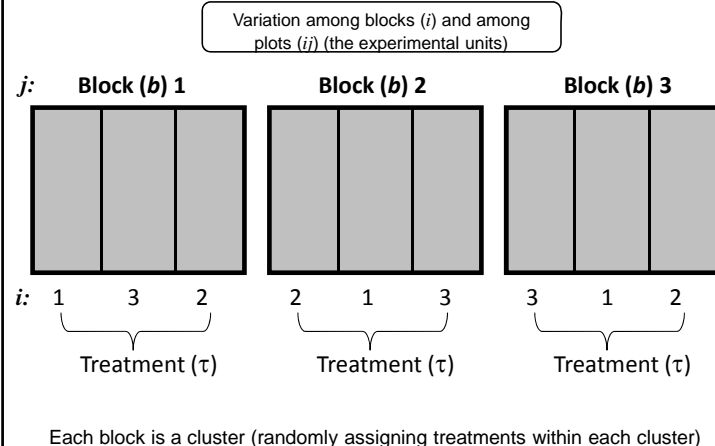 Variation among blocks (i) and among
plots (ij) (the experimental units)
j: Block (b) 1 Block (b) 2 Block (b) 3
i: 1 3 2 2 1 3 3 1 2
Treatment (τ) Treatment (τ) Treatment (τ)
Each block is a cluster (randomly assigning treatments within each cluster)